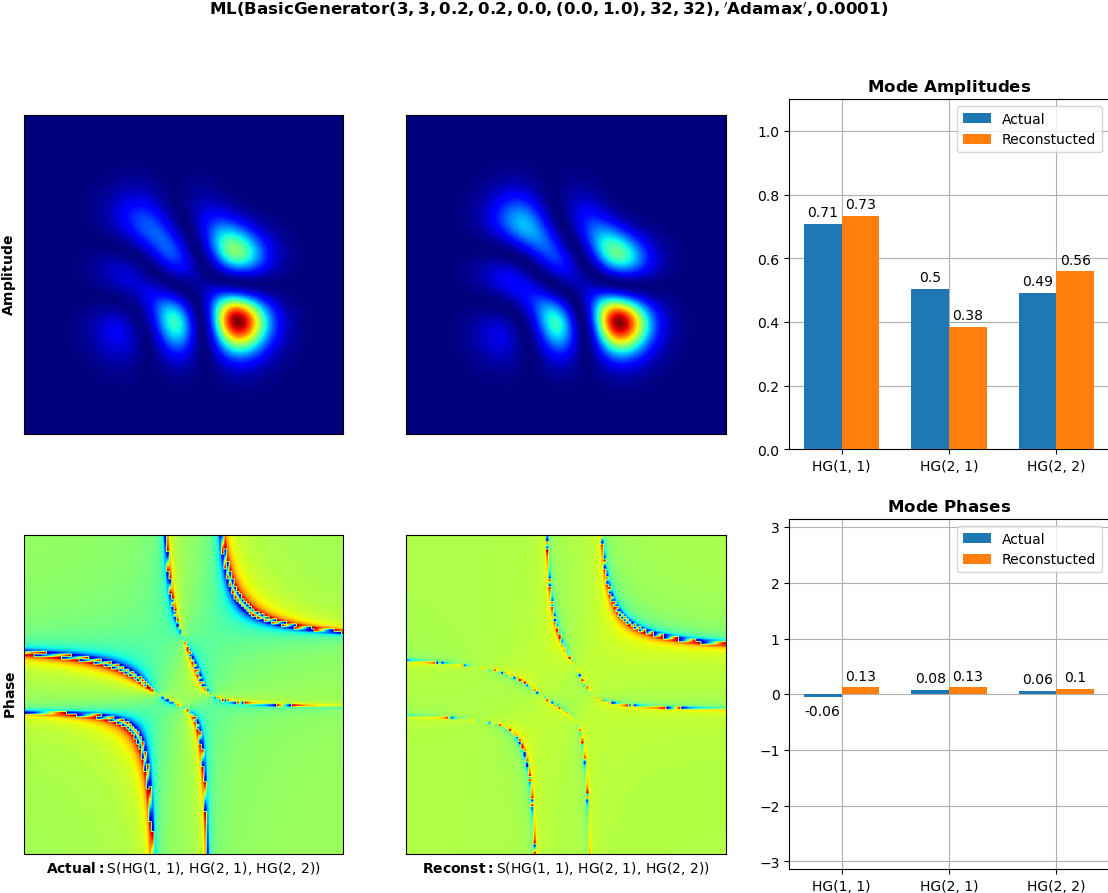 ML(BasicGenerator(3, 3, 0.2, 0.2, 0.0, (0.0, 1.0), 32, 32), ′Adamax′, 0.0001)
Amplitude
Mode Amplitudes
Actual
Reconstucted
1.0
0.8
0.6
0.4
0.2
0.0
0.71
0.73
0.5
0.38
0.49
0.56
HG(1, 1)
HG(2, 1)
HG(2, 2)
Phase
Actual: S(HG(1, 1), HG(2, 1), HG(2, 2))
Reconst: S(HG(1, 1), HG(2, 1), HG(2, 2))
Mode Phases
Actual
Reconstucted
3
2
1
0
−1
−2
−3
-0.06
0.13
0.08
0.13
0.06
0.1
HG(1, 1)
HG(2, 1)
HG(2, 2)